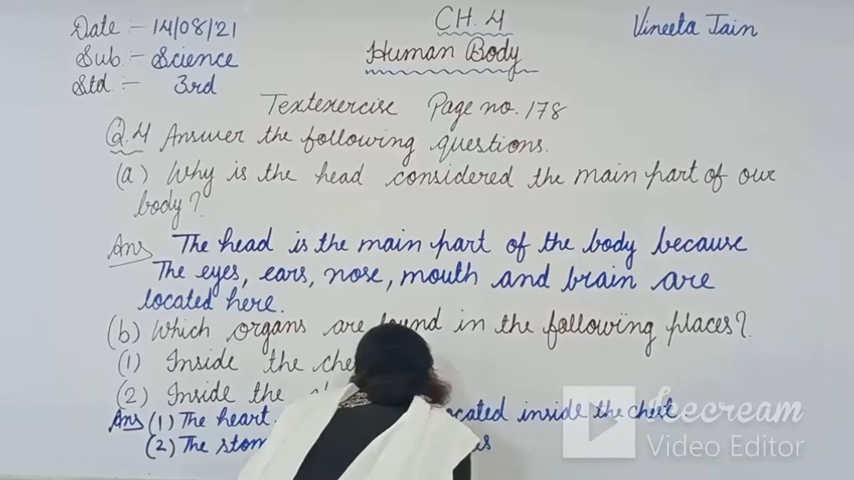 Date :- 14/08/21
CH. 4
Vineeta Jain
Sub :- Science
Human Body
Std :- 3rd
Textexercise Page no. 178
Q.4 Answer the following questions.
(a) Why is the head considered the main part of our
body?
Ans The head is the main part of the body because
The eyes, ears, nose, mouth and brain are
located here.
(b) Which organs are found in the following places?
(1) Inside the
(2) Inside the
Ans (1) The heart located inside the chest
(2) The
Icecream
Video Editor